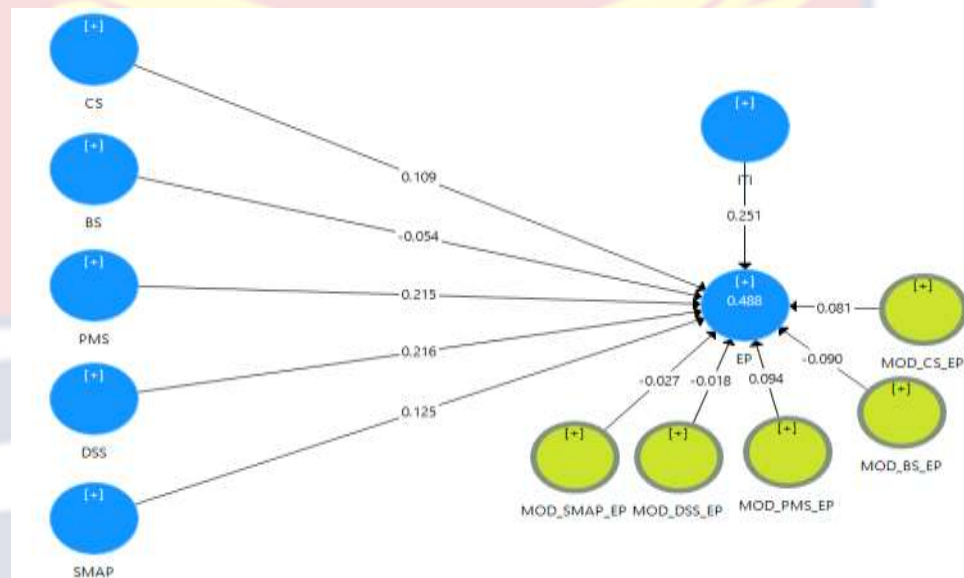 [+]
CS
[+]
BS
[+]
PMS
[+]
DSS
[+]
SMAP
0.109
-0.054
0.215
0.216
0.125
[+]
ITI
0.251
[+]
0.488
EP
0.081
-0.090
0.094
-0.018
-0.027
[+]
MOD_CS_EP
[+]
MOD_BS_EP
[+]
MOD_PMS_EP
[+]
MOD_DSS_EP
[+]
MOD_SMAP_EP